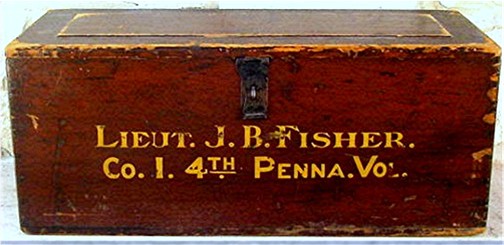 LIEUT. J. B. FISHER.
CO. I. 4TH PENNA. VOL.